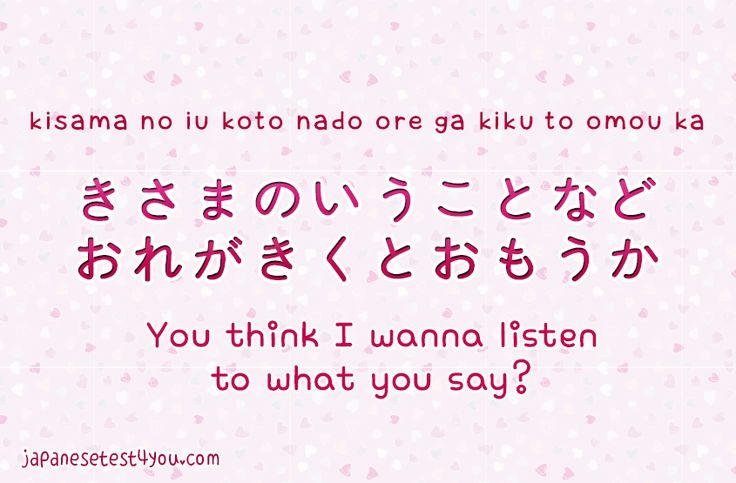 kisama no iu koto nado ore ga kiku to omou ka
きさまのいうことなど
おれがきくとおもうか
You think I wanna listen
to what you say?
japanesetest4you.com